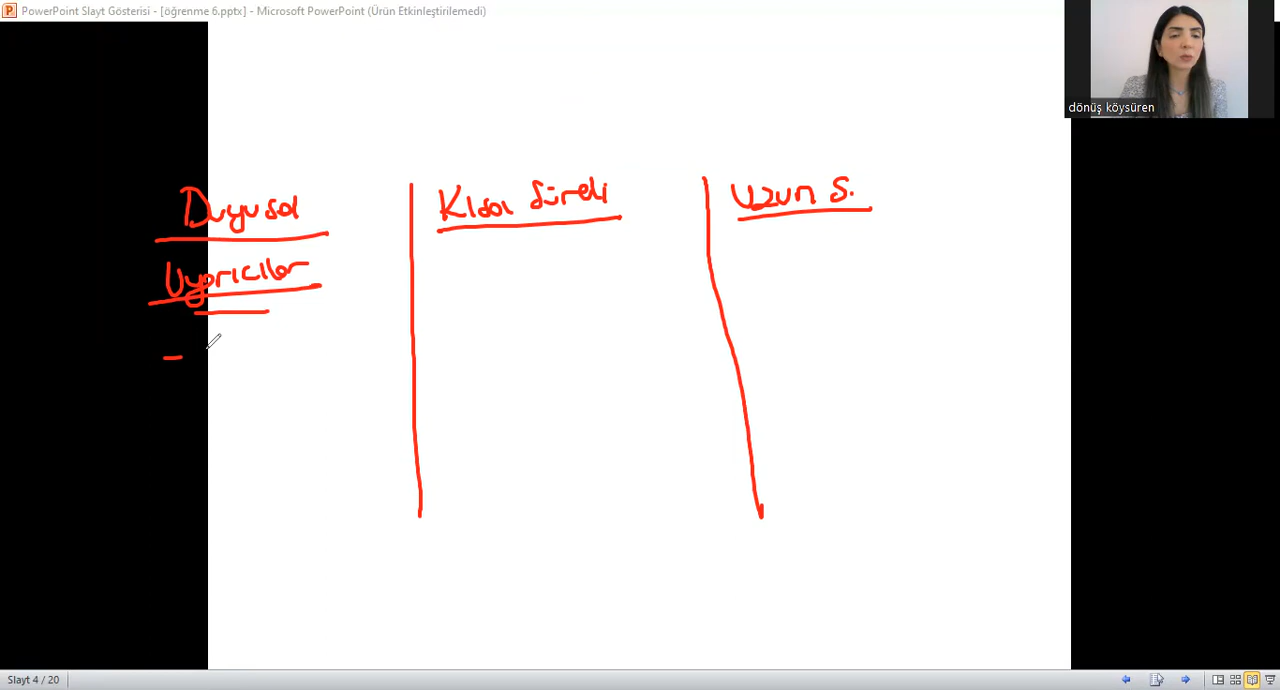 PowerPoint Slayt Gösterisi - [öğrenme 6.pptx] - Microsoft PowerPoint (Ürün Etkinleştirilemedi)
dönüş köysüren
Duyusal
Kısa Süreli
Uzun S.
Uyarıcılar
-
Slayt 4 / 20